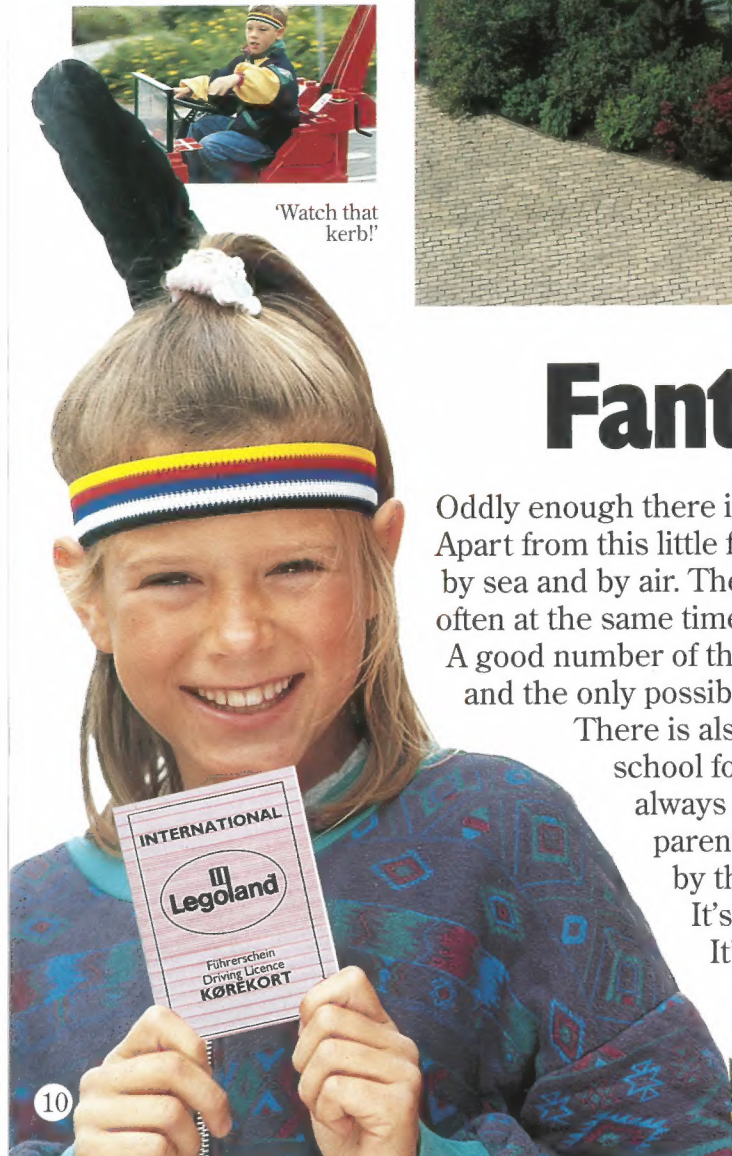 'Watch that
kerb!'
Fant
Oddly enough there i
Apart from this little f
by sea and by air. The
often at the same time
A good number of th
and the only possib
There is als
school fo
always
paren
by th
It's
It'
INTERNATIONAL
Legoland
Führerschein
Driving Licence
KØREKORT
10